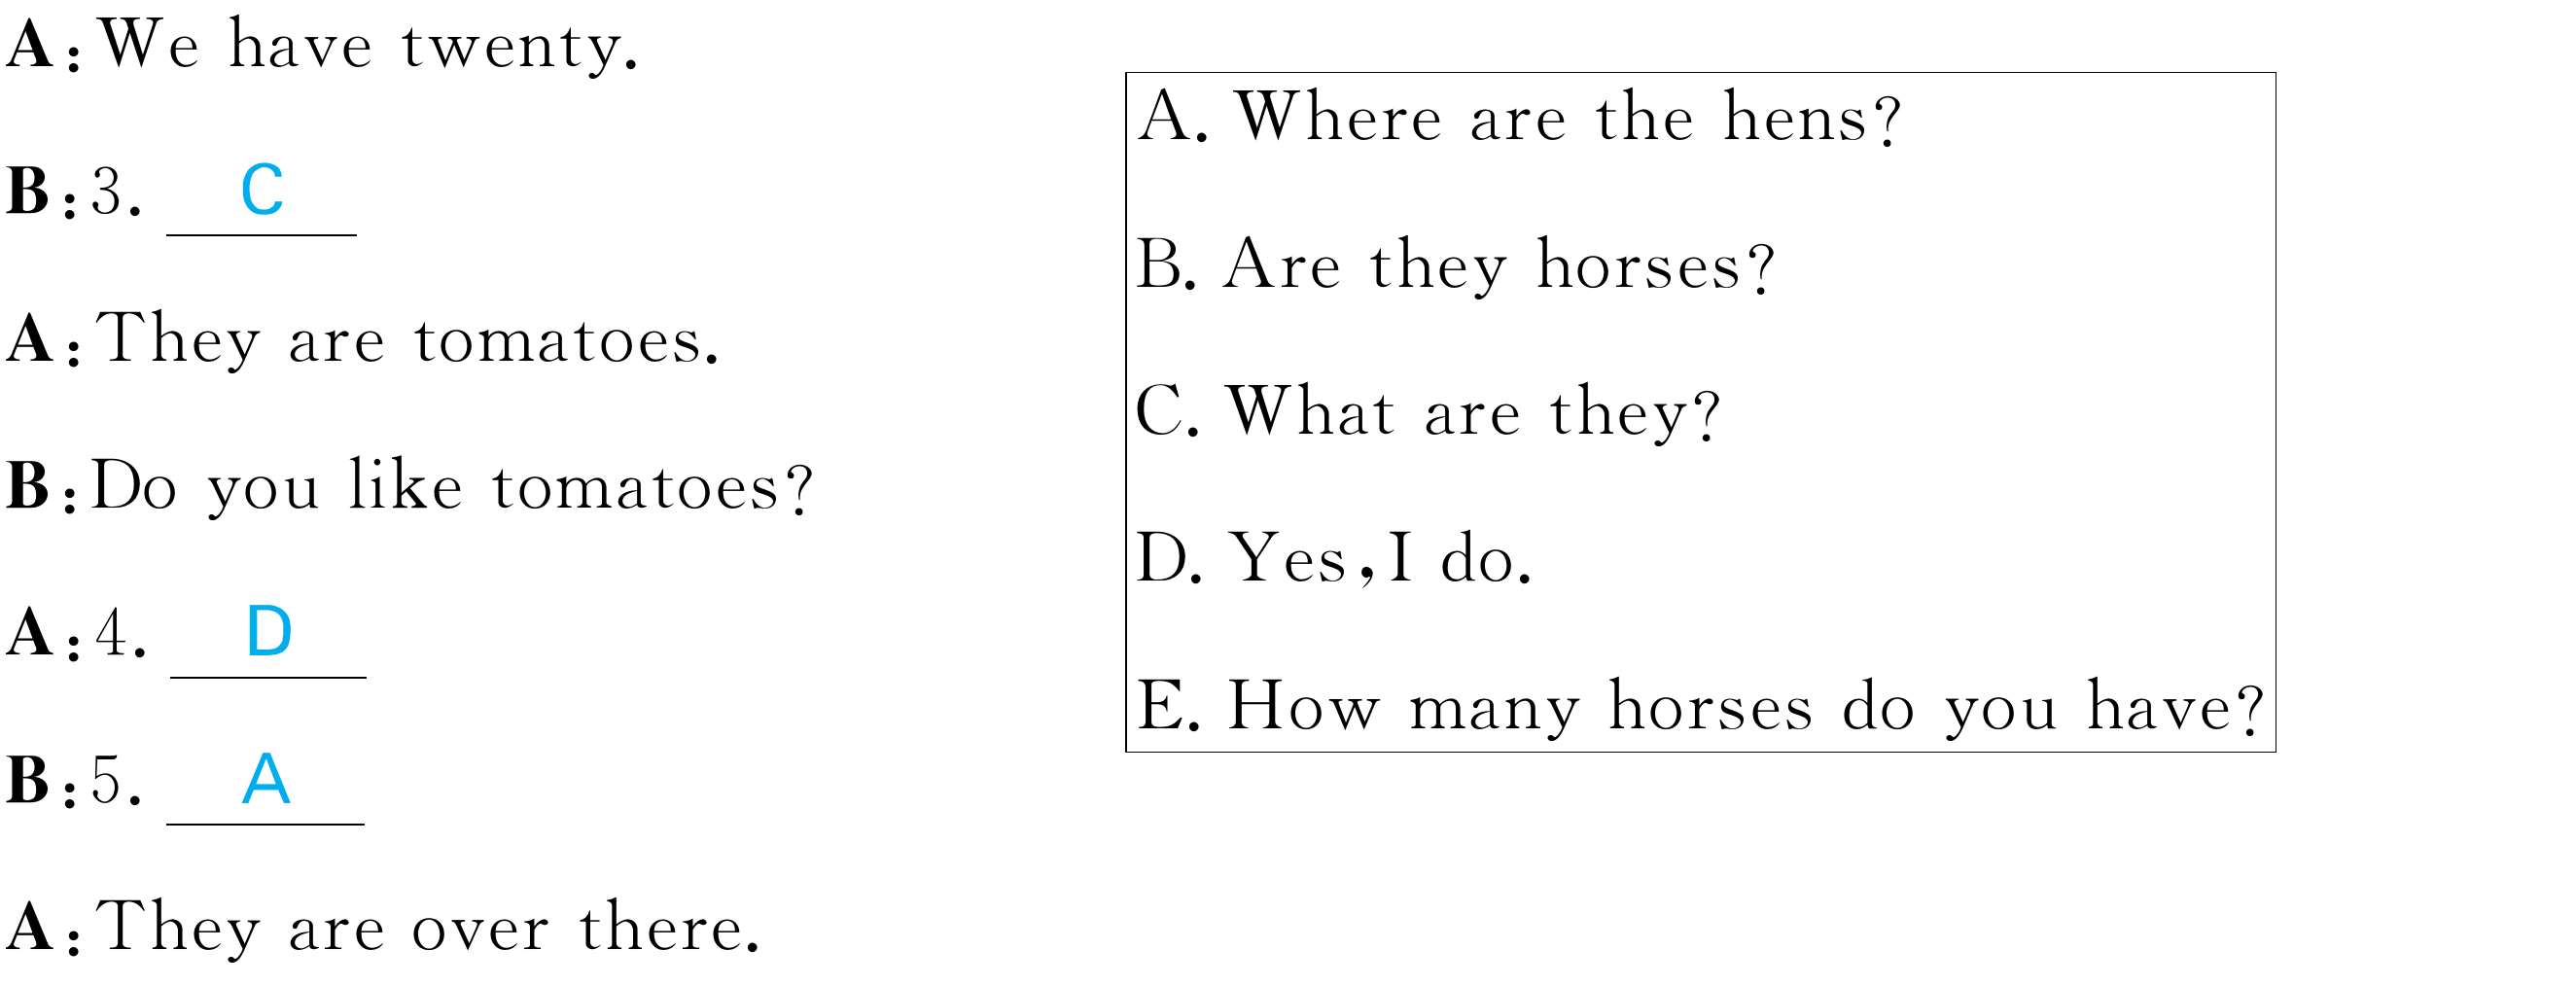 A:We have twenty.
B:3. C
A:They are tomatoes.
B:Do you like tomatoes?
A:4. D
B:5. A
A:They are over there.
A. Where are the hens?
B. Are they horses?
C. What are they?
D. Yes,I do.
E. How many horses do you have?